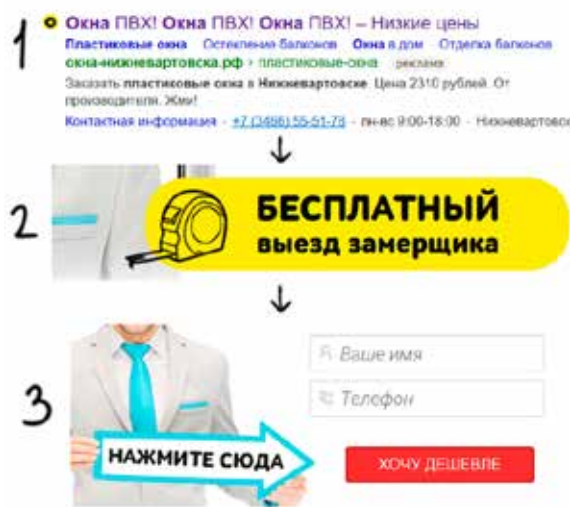 1
Окна ПВХ! Окна ПВХ! Окна ПВХ! – Низкие цены
Пластиковые окна Остекление балконов Окна в дом Отделка балконов
окна-нижневартовска.рф › пластиковые-окна реклама
Заказать пластиковые окна в Нижневартовске. Цена 2310 рублей. От
производителя. Жми!
Контактная информация · +7 (3466) 55-51-78 · пн-вс 9:00-18:00 · Нижневартовск
2
БЕСПЛАТНЫЙ
выезд замерщика
3
Ваше имя
Телефон
НАЖМИТЕ СЮДА
ХОЧУ ДЕШЕВЛЕ